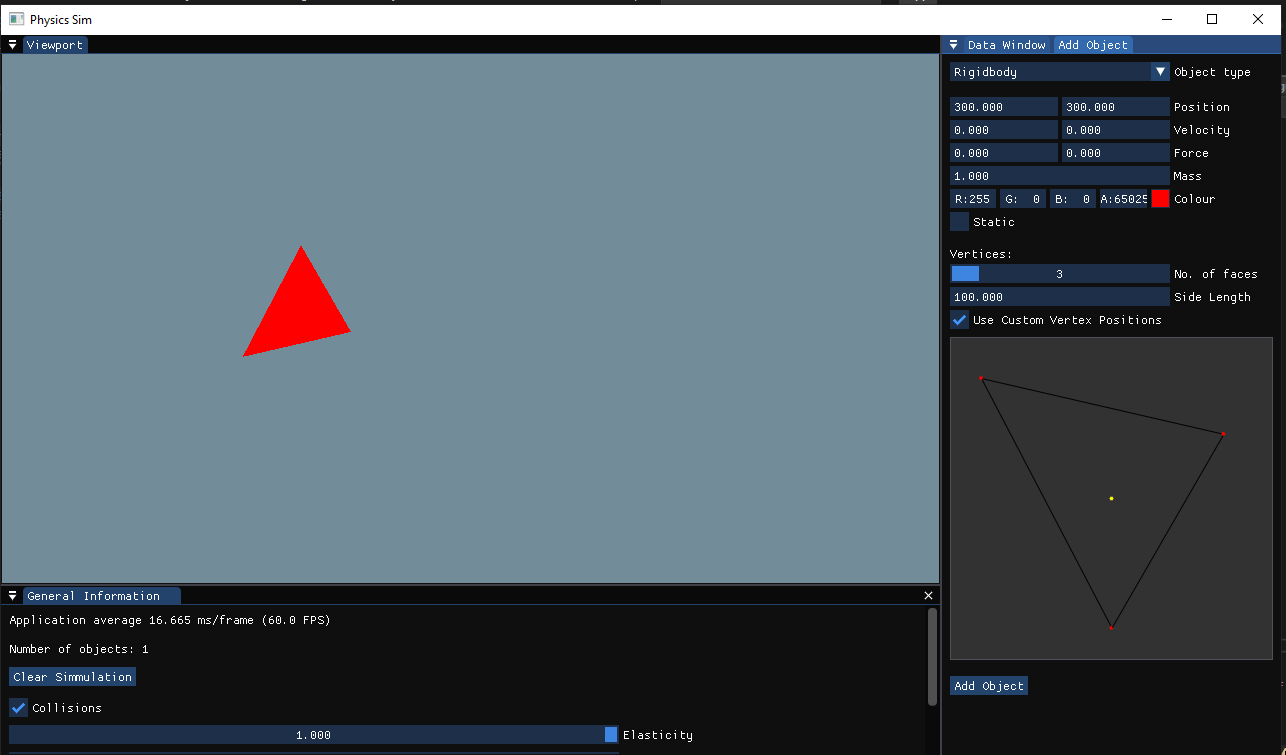 Physics Sim
Viewport
Data Window Add Object
Rigidbody Object type
300.000 300.000 Position
0.000 0.000 Velocity
0.000 0.000 Force
1.000 Mass
R:255 G: 0 B: 0 A:65025 Colour
Static
Vertices:
3 No. of faces
100.000 Side Length
Use Custom Vertex Positions
Add Object
General Information
Application average 16.665 ms/frame (60.0 FPS)
Number of objects: 1
Clear Simmulation
Collisions
1.000 Elasticity